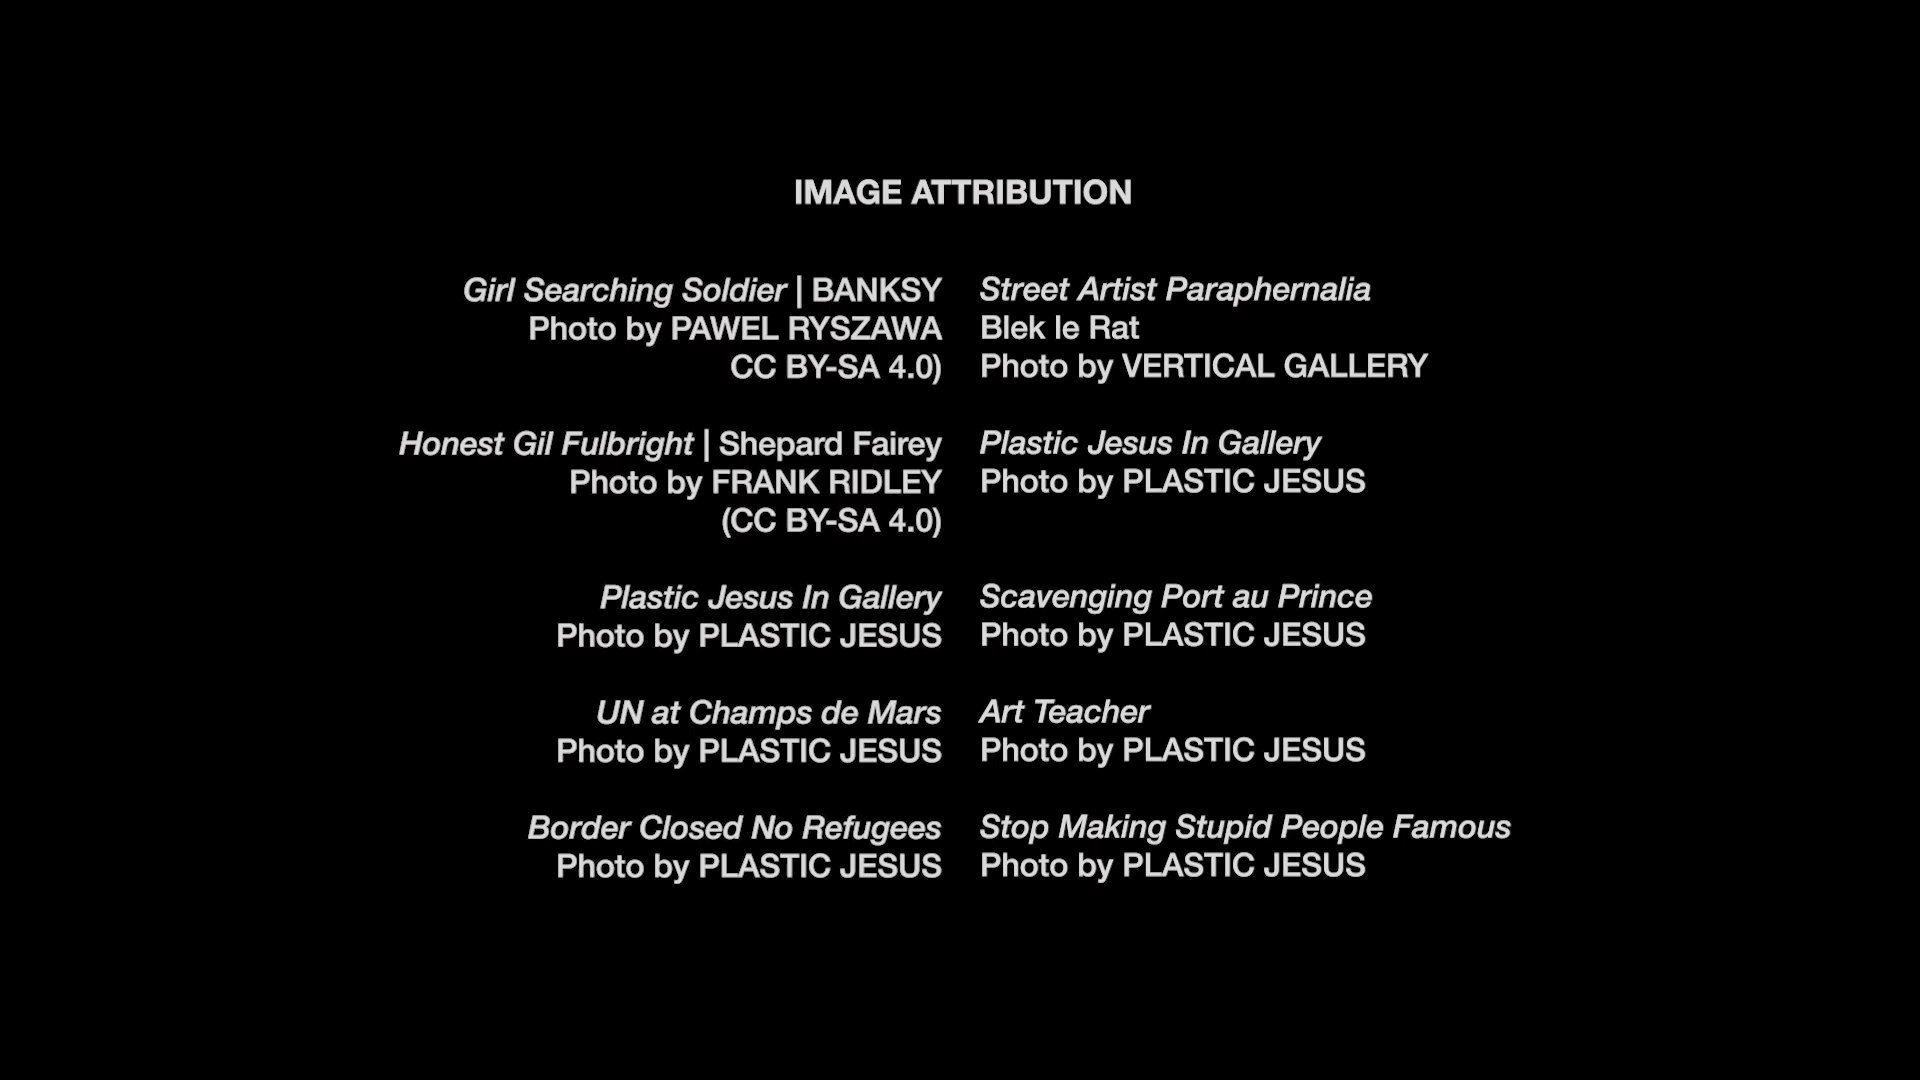 IMAGE ATTRIBUTION
Girl Searching Soldier | BANKSY
Photo by PAWEL RYSZAWA
CC BY-SA 4.0)
Street Artist Paraphernalia
Blek le Rat
Photo by VERTICAL GALLERY
Honest Gil Fulbright | Shepard Fairey
Photo by FRANK RIDLEY
(CC BY-SA 4.0)
Plastic Jesus In Gallery
Photo by PLASTIC JESUS
Plastic Jesus In Gallery
Photo by PLASTIC JESUS
Scavenging Port au Prince
Photo by PLASTIC JESUS
UN at Champs de Mars
Photo by PLASTIC JESUS
Art Teacher
Photo by PLASTIC JESUS
Border Closed No Refugees
Photo by PLASTIC JESUS
Stop Making Stupid People Famous
Photo by PLASTIC JESUS